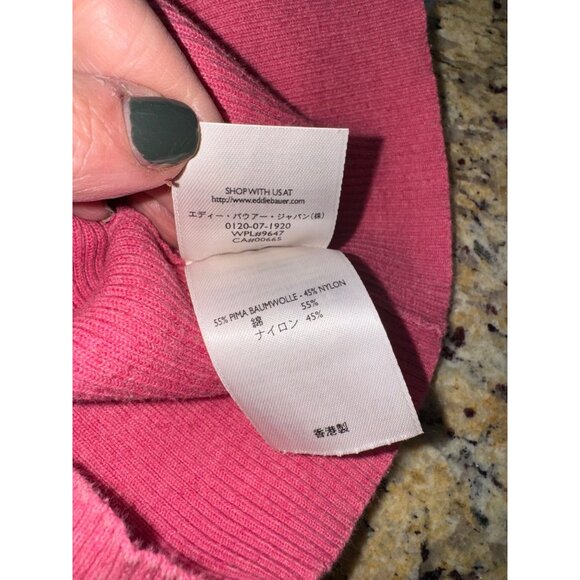 SHOP WITH US AT
http://www.eddiebauer.com
エディー・バウアー・ジャパン(株)
0120-07-1920
WPL#9647
CA#00665
55% PIMA BAUMWOLLE - 45% NYLON
綿 55%
ナイロン 45%
香港製